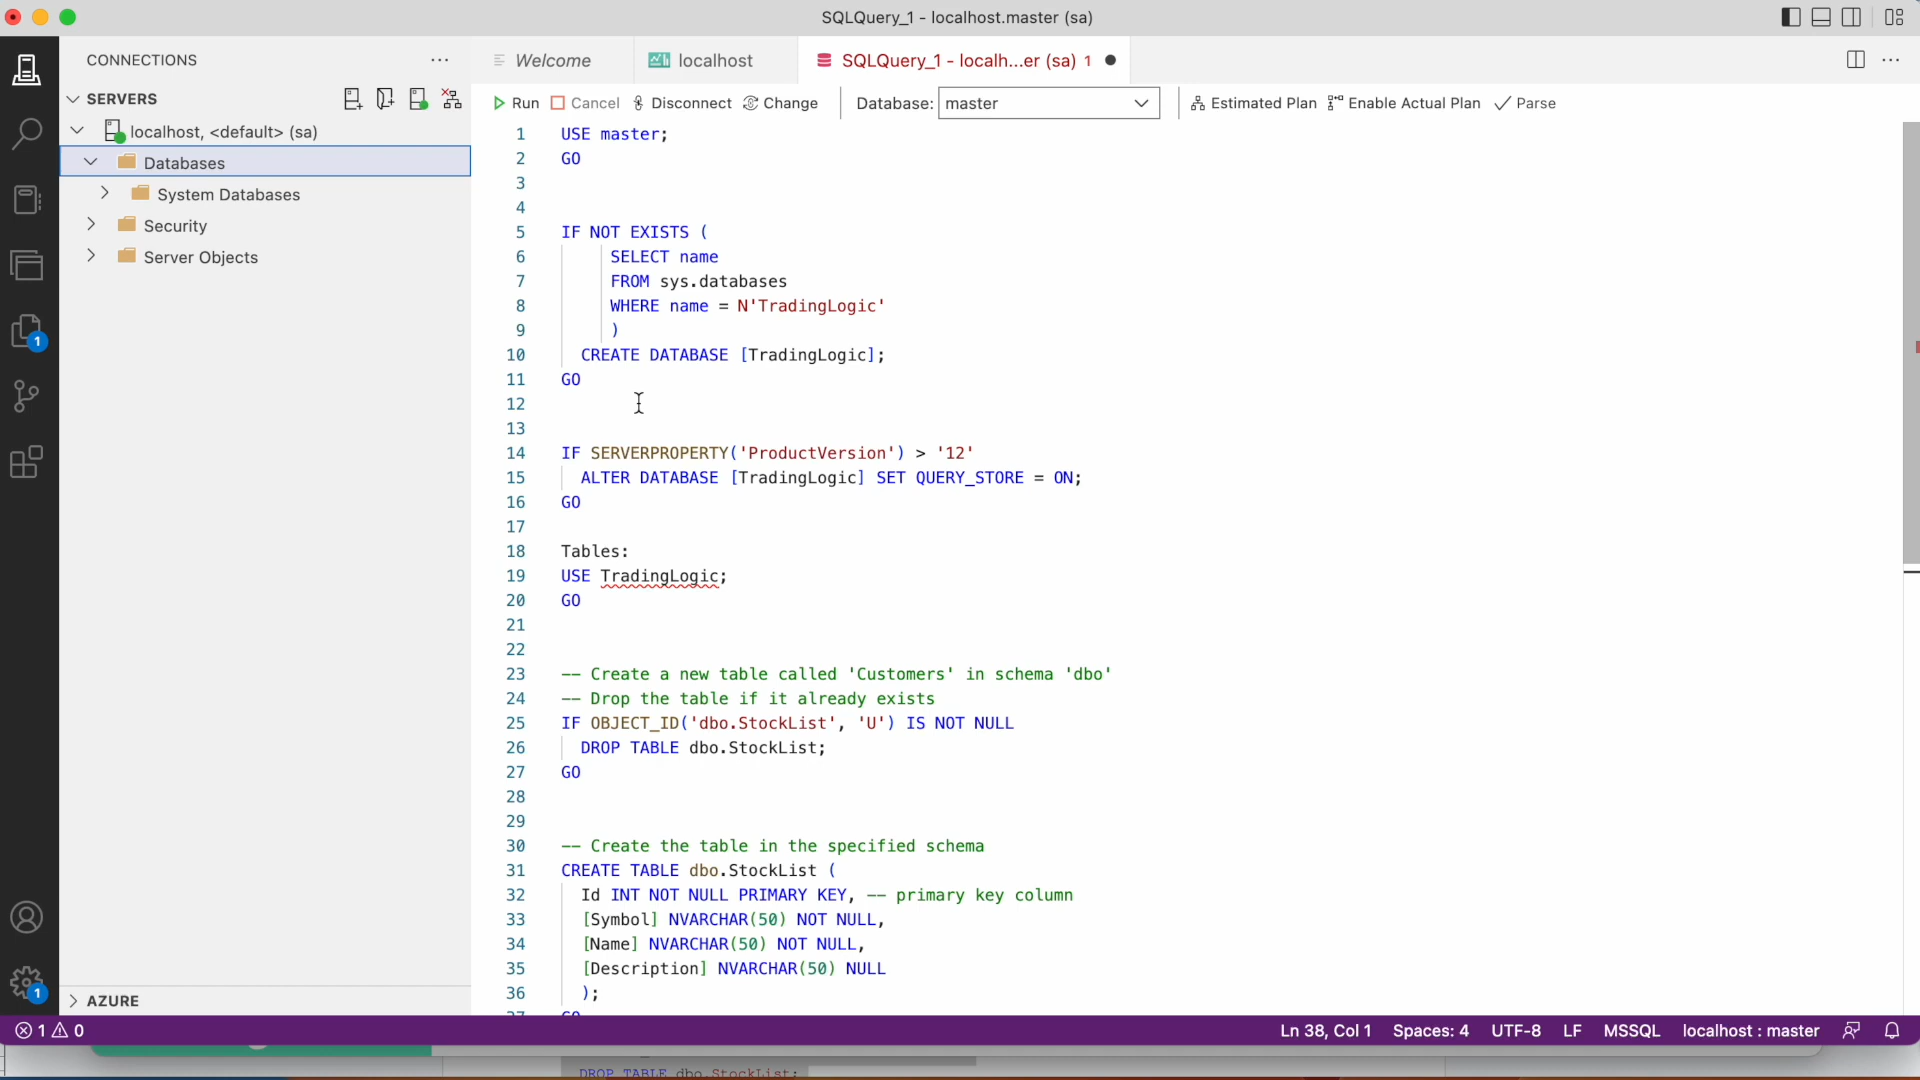 SQLQuery_1 - localhost.master (sa)
CONNECTIONS
SERVERS
localhost, <default> (sa)
Databases
System Databases
Security
Server Objects
AZURE
Welcome
localhost
SQLQuery_1 - localh...er (sa) 1
Run Cancel Disconnect Change Database: master Estimated Plan Enable Actual Plan Parse
1 USE master;
2 GO
3
4
5 IF NOT EXISTS (
6 SELECT name
7 FROM sys.databases
8 WHERE name = N'TradingLogic'
9 )
10 CREATE DATABASE [TradingLogic];
11 GO
12
13
14 IF SERVERPROPERTY('ProductVersion') > '12'
15 ALTER DATABASE [TradingLogic] SET QUERY_STORE = ON;
16 GO
17
18 Tables:
19 USE TradingLogic;
20 GO
21
22
23 -- Create a new table called 'Customers' in schema 'dbo'
24 -- Drop the table if it already exists
25 IF OBJECT_ID('dbo.StockList', 'U') IS NOT NULL
26 DROP TABLE dbo.StockList;
27 GO
28
29
30 -- Create the table in the specified schema
31 CREATE TABLE dbo.StockList (
32 Id INT NOT NULL PRIMARY KEY, -- primary key column
33 [Symbol] NVARCHAR(50) NOT NULL,
34 [Name] NVARCHAR(50) NOT NULL,
35 [Description] NVARCHAR(50) NULL
36 );
37 GO
1
1
1 0
Ln 38, Col 1 Spaces: 4 UTF-8 LF MSSQL localhost : master
DROP TABLE dbo.StockList;